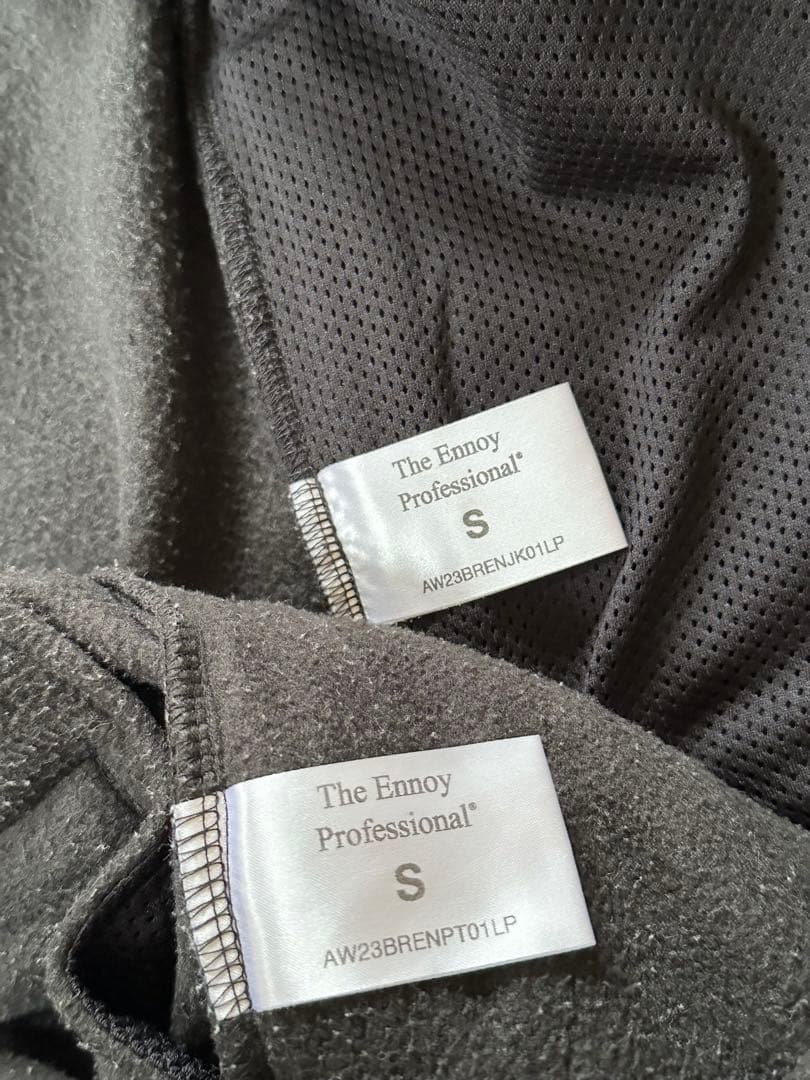 The Ennoy
Professional®
S
AW23BRENJK01LP
The Ennoy
Professional®
S
AW23BRENPT01LP